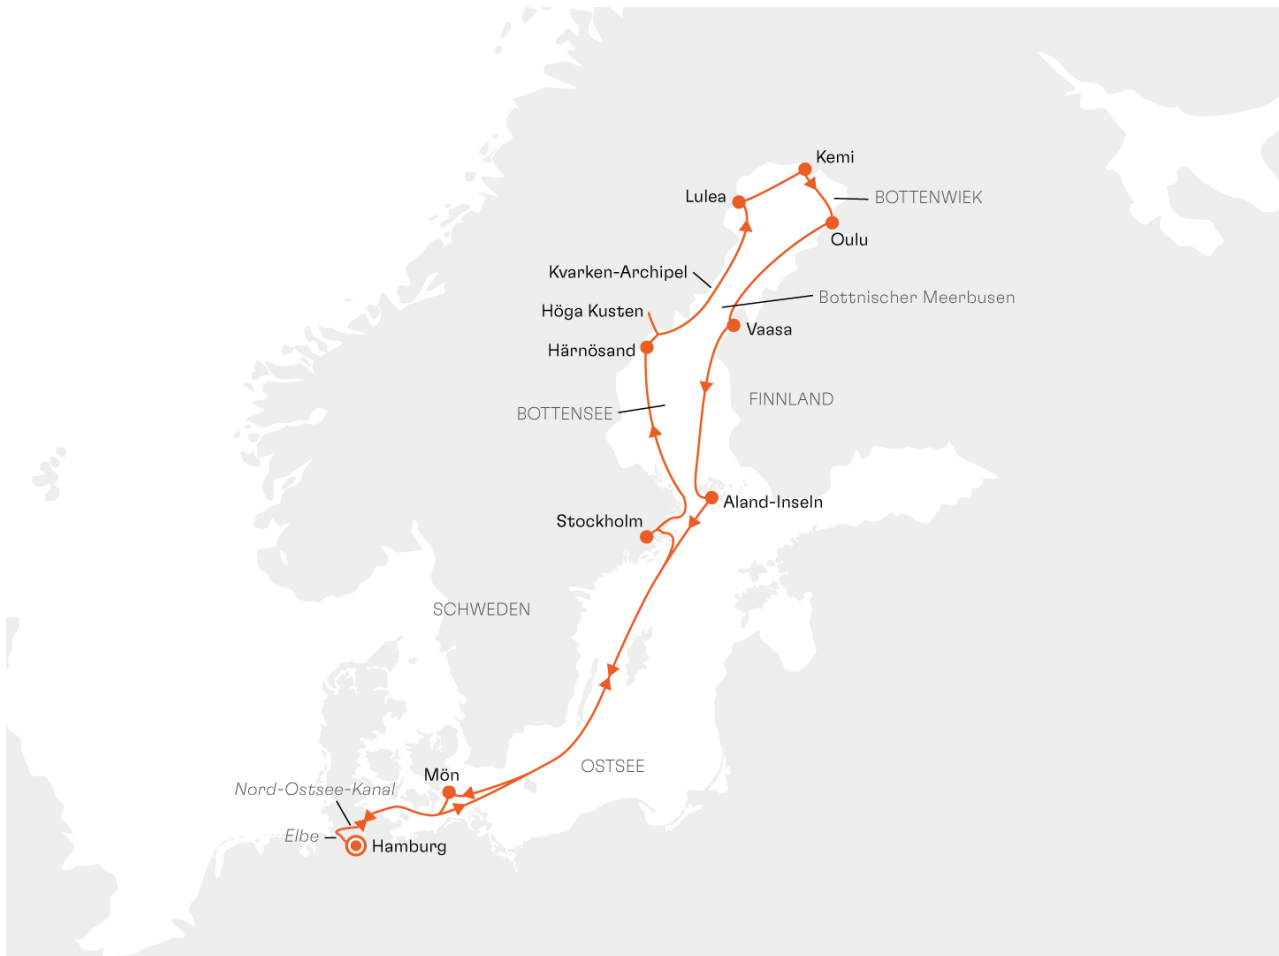 Kemi
Lulea
BOTTENWIEK
Oulu
Kvarken-Archipel
Bottnischer Meerbusen
Höga Kusten
Vaasa
Härnösand
FINNLAND
BOTTENSEE
Aland-Inseln
Stockholm
SCHWEDEN
OSTSEE
Mön
Nord-Ostsee-Kanal
Elbe
Hamburg